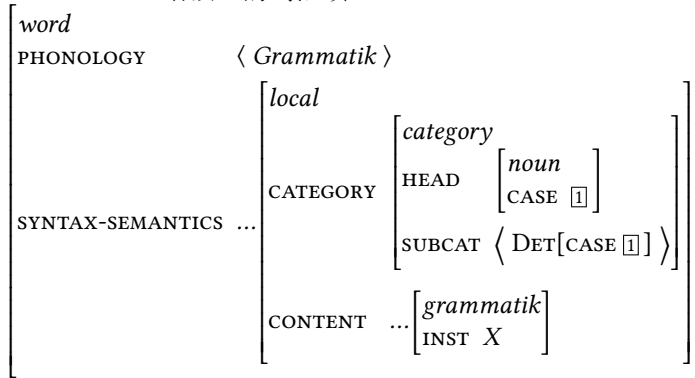 word
PHONOLOGY ⟨ Grammatik ⟩
local
category
HEAD noun
CASE 1
CATEGORY
SYNTAX-SEMANTICS ...
SUBCAT ⟨ DET[CASE 1] ⟩
CONTENT ... grammatik
INST X